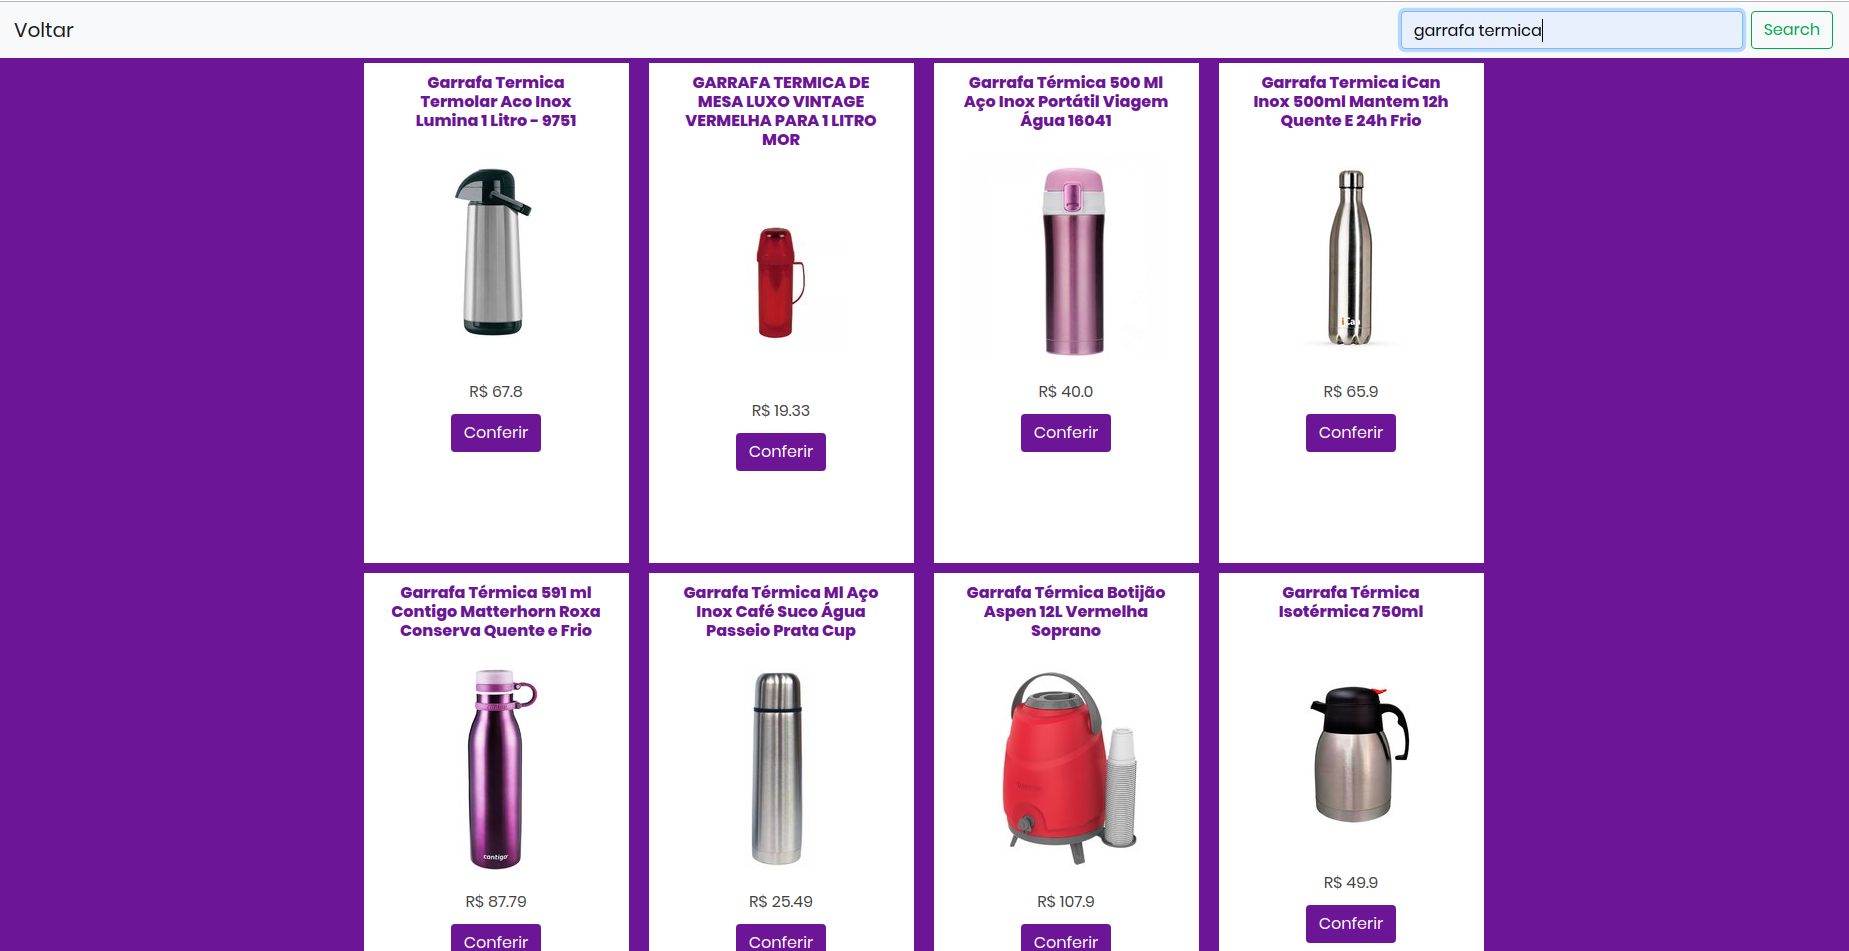 Voltar
garrafa termica
Search
Garrafa Termica
Termolar Aco Inox
Lumina 1 Litro - 9751
R$ 67.8
Conferir
GARRAFA TERMICA DE
MESA LUXO VINTAGE
VERMELHA PARA 1 LITRO
MOR
R$ 19.33
Conferir
Garrafa Térmica 500 Ml
Aço Inox Portátil Viagem
Água 16041
R$ 40.0
Conferir
Garrafa Termica iCan
Inox 500ml Mantem 12h
Quente E 24h Frio
iCan
R$ 65.9
Conferir
Garrafa Térmica 591 ml
Contigo Matterhorn Roxa
Conserva Quente e Frio
contigo
R$ 87.79
Conferir
Garrafa Térmica Ml Aço
Inox Café Suco Água
Passeio Prata Cup
R$ 25.49
Conferir
Garrafa Térmica Botijão
Aspen 12L Vermelha
Soprano
R$ 107.9
Conferir
Garrafa Térmica
Isotérmica 750ml
R$ 49.9
Conferir